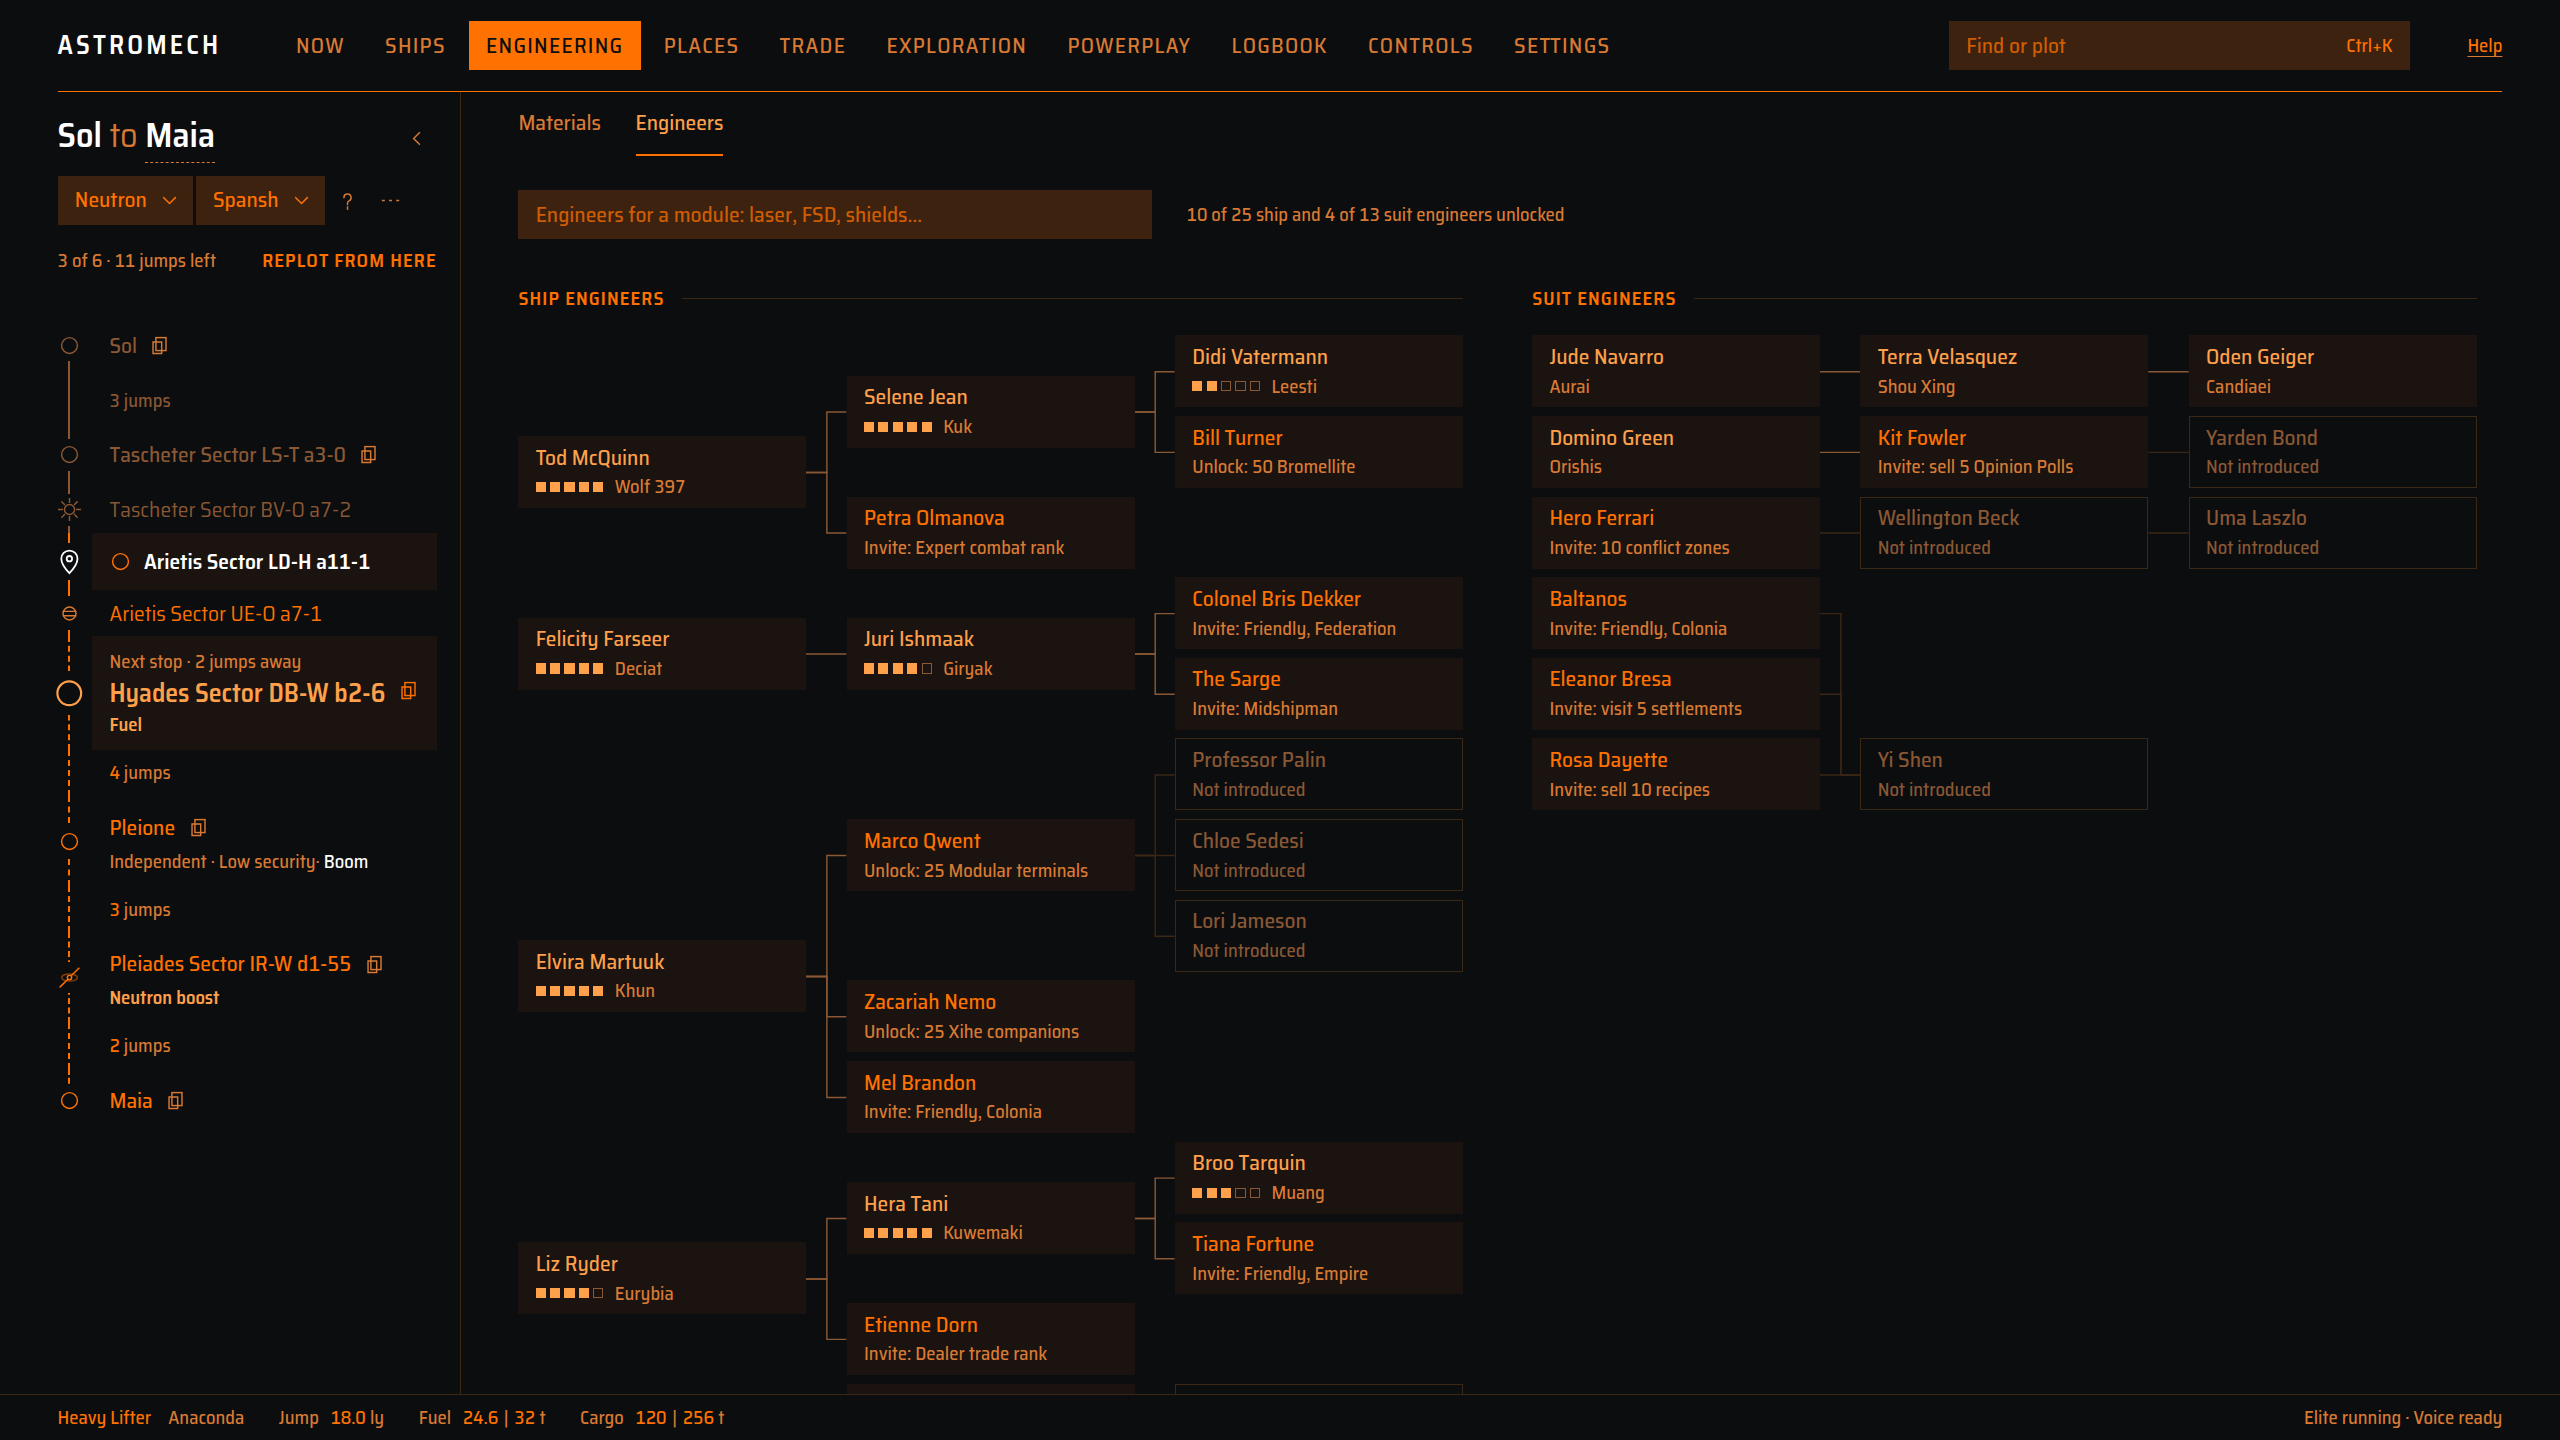 ASTROMECH
NOW SHIPS ENGINEERING PLACES TRADE EXPLORATION POWERPLAY LOGBOOK CONTROLS SETTINGS
Find or plot Ctrl+K
Help
Sol to Maia
Neutron Spansh ? ---
3 of 6 · 11 jumps left REPLOT FROM HERE
Sol
3 jumps
Tascheter Sector LS-T a3-0
Tascheter Sector BV-O a7-2
Arietis Sector LD-H a11-1
Arietis Sector UE-O a7-1
Next stop · 2 jumps away
Hyades Sector DB-W b2-6
Fuel
4 jumps
Pleione
Independent · Low security · Boom
3 jumps
Pleiades Sector IR-W d1-55
Neutron boost
2 jumps
Maia
Materials Engineers
Engineers for a module: laser, FSD, shields...
10 of 25 ship and 4 of 13 suit engineers unlocked
SHIP ENGINEERS
Tod McQuinn
Wolf 397
Selene Jean
Kuk
Didi Vatermann
Leesti
Bill Turner
Unlock: 50 Bromellite
Petra Olmanova
Invite: Expert combat rank
Felicity Farseer
Deciat
Juri Ishmaak
Giryak
Colonel Bris Dekker
Invite: Friendly, Federation
The Sarge
Invite: Midshipman
Elvira Martuuk
Khun
Marco Qwent
Unlock: 25 Modular terminals
Professor Palin
Not introduced
Chloe Sedesi
Not introduced
Lori Jameson
Not introduced
Zacariah Nemo
Unlock: 25 Xihe companions
Mel Brandon
Invite: Friendly, Colonia
Liz Ryder
Eurybia
Hera Tani
Kuwemaki
Broo Tarquin
Muang
Tiana Fortune
Invite: Friendly, Empire
Etienne Dorn
Invite: Dealer trade rank
SUIT ENGINEERS
Jude Navarro
Aurai
Terra Velasquez
Shou Xing
Oden Geiger
Candiaei
Domino Green
Orishis
Kit Fowler
Invite: sell 5 Opinion Polls
Yarden Bond
Not introduced
Hero Ferrari
Invite: 10 conflict zones
Wellington Beck
Not introduced
Uma Laszlo
Not introduced
Baltanos
Invite: Friendly, Colonia
Eleanor Bresa
Invite: visit 5 settlements
Rosa Dayette
Invite: sell 10 recipes
Yi Shen
Not introduced
Heavy Lifter Anaconda Jump 18.0 ly Fuel 24.6 | 32 t Cargo 120 | 256 t
Elite running · Voice ready